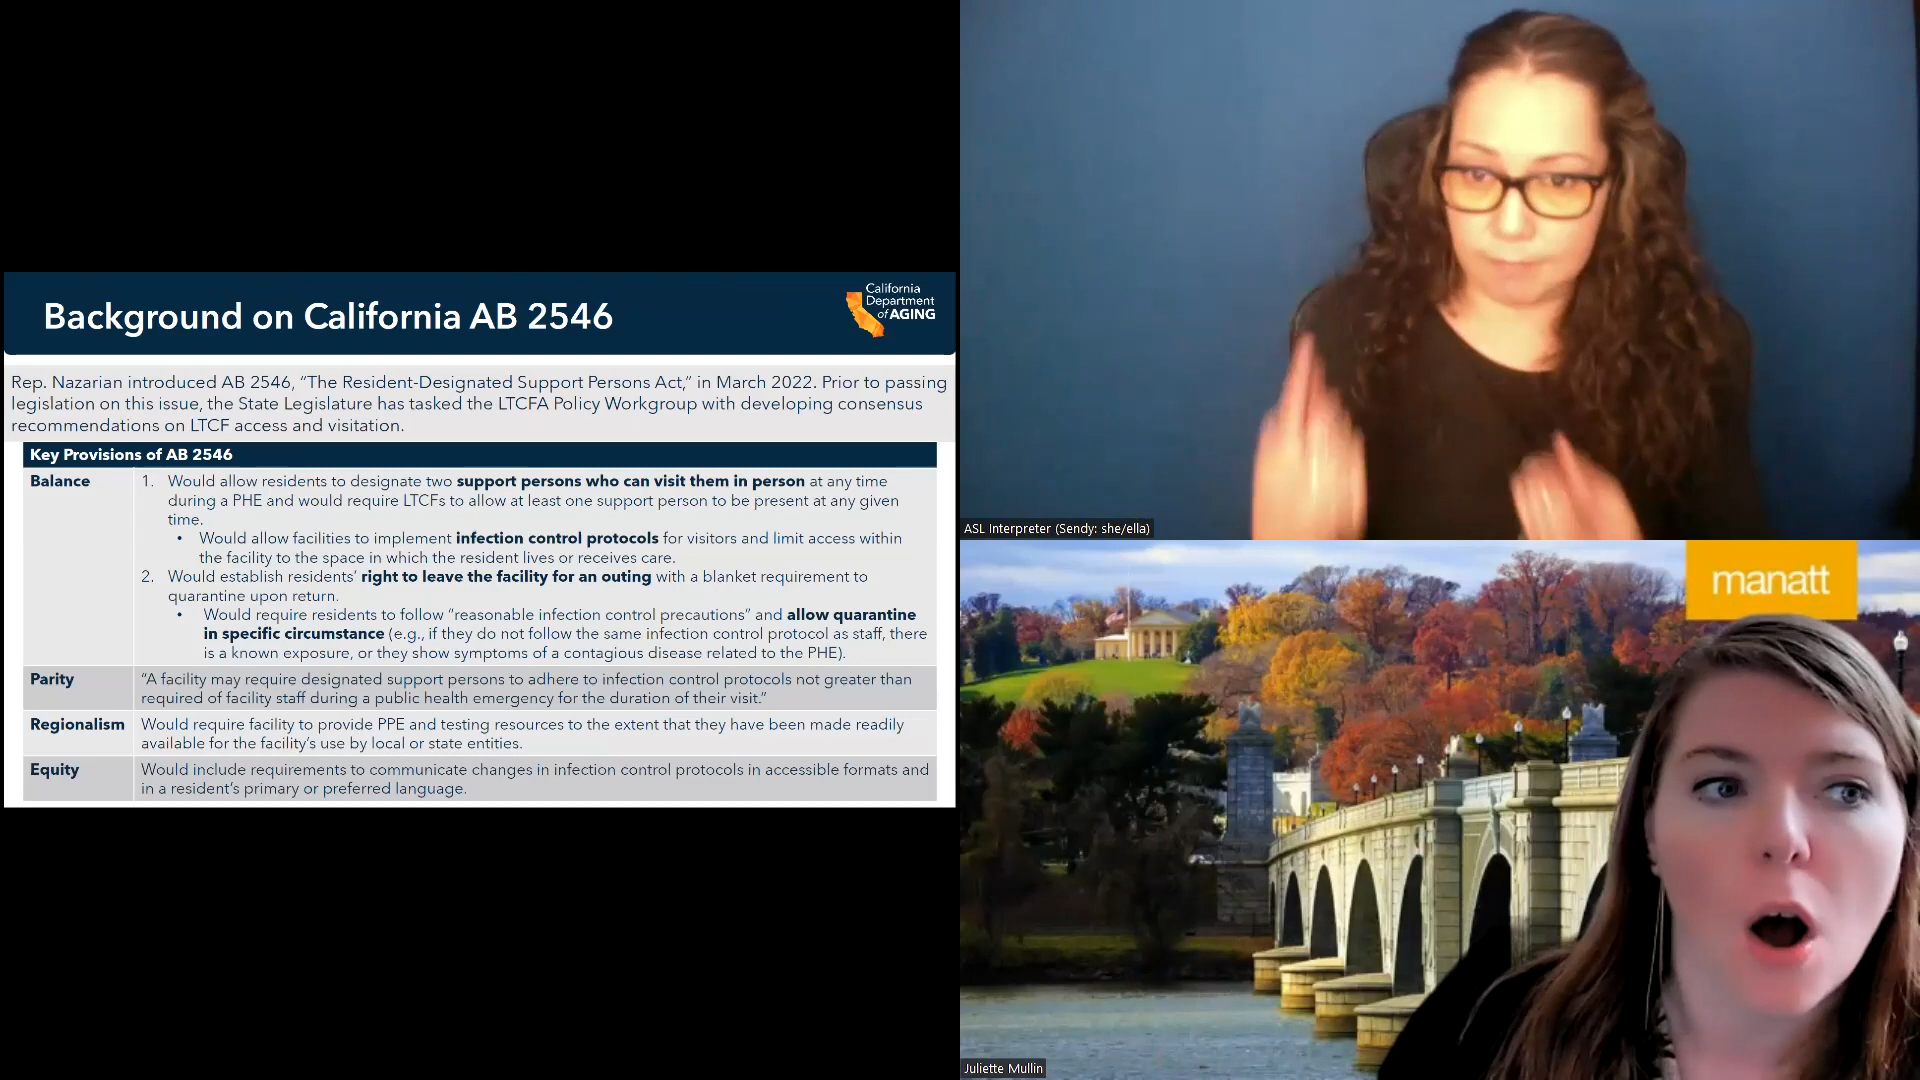 Background on California AB 2546
California
Department
of AGING
Rep. Nazarian introduced AB 2546, “The Resident-Designated Support Persons Act,” in March 2022. Prior to passing
legislation on this issue, the State Legislature has tasked the LTCFA Policy Workgroup with developing consensus
recommendations on LTCF access and visitation.
Key Provisions of AB 2546
Balance
1. Would allow residents to designate two support persons who can visit them in person at any time
during a PHE and would require LTCFs to allow at least one support person to be present at any given
time.
• Would allow facilities to implement infection control protocols for visitors and limit access within
the facility to the space in which the resident lives or receives care.
2. Would establish residents’ right to leave the facility for an outing with a blanket requirement to
quarantine upon return.
• Would require residents to follow “reasonable infection control precautions” and allow quarantine
in specific circumstance (e.g., if they do not follow the same infection control protocol as staff, there
is a known exposure, or they show symptoms of a contagious disease related to the PHE).
Parity
“A facility may require designated support persons to adhere to infection control protocols not greater than
required of facility staff during a public health emergency for the duration of their visit.”
Regionalism
Would require facility to provide PPE and testing resources to the extent that they have been made readily
available for the facility’s use by local or state entities.
Equity
Would include requirements to communicate changes in infection control protocols in accessible formats and
in a resident’s primary or preferred language.
ASL Interpreter (Sendy: she/ella)
manatt
Juliette Mullin